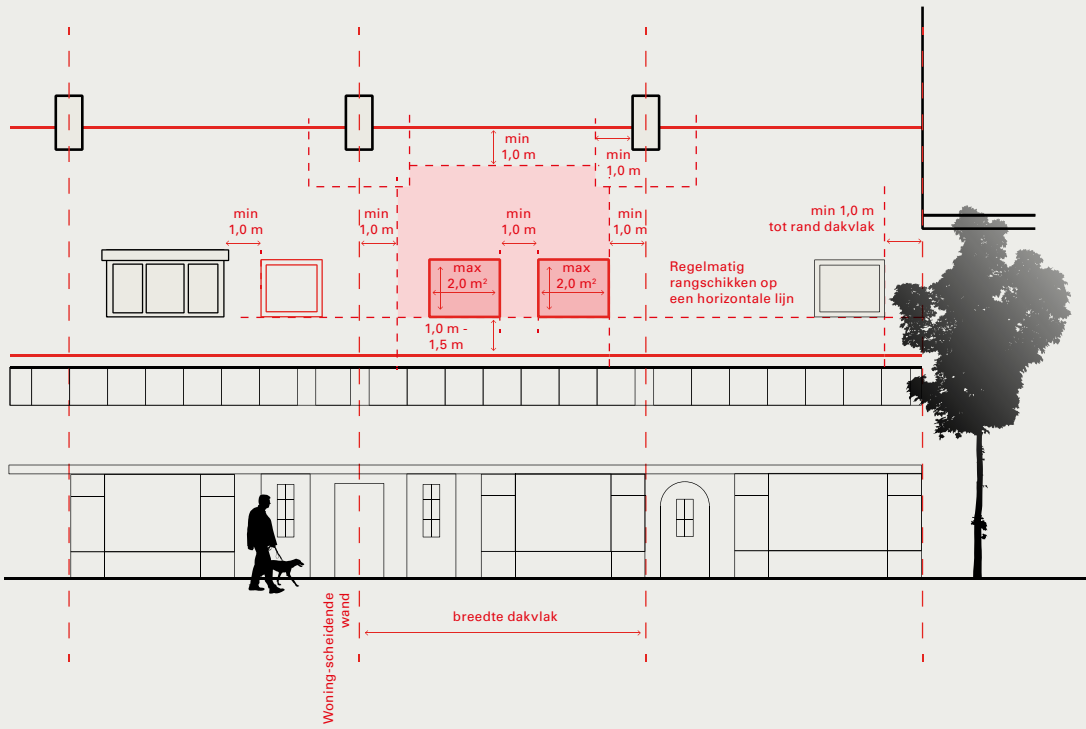 min
1,0 m
min
1,0 m
min
1,0 m
min
1,0 m
min
1,0 m
min
1,0 m
min 1,0 m
tot rand dakvlak
max
2,0 m²
max
2,0 m²
Regelmatig
rangschikken op
een horizontale lijn
1,0 m -
1,5 m
Woning-scheidende
wand
breedte dakvlak